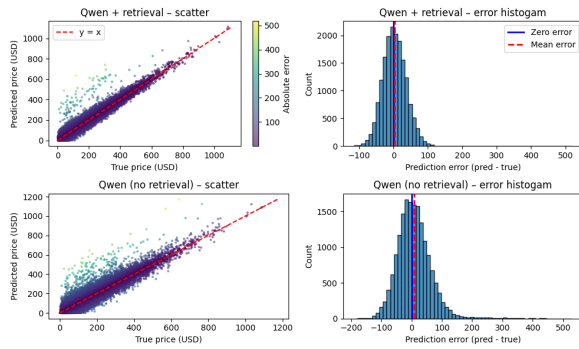 Qwen + retrieval – scatter
Qwen + retrieval – error histogam
y = x
Predicted price (USD)
1000
800
600
400
200
0
0 200 400 600 800 1000
True price (USD)
500
400
300
200
100
Absolute error
Zero error
Mean error
Count
2000
1500
1000
500
0
-100 0 100 200 300 400 500
Prediction error (pred - true)
Qwen (no retrieval) – scatter
Qwen (no retrieval) – error histogam
Predicted price (USD)
1200
1000
800
600
400
200
0
0 200 400 600 800 1000 1200
True price (USD)
Count
1500
1000
500
0
-200 -100 0 100 200 300 400 500
Prediction error (pred - true)